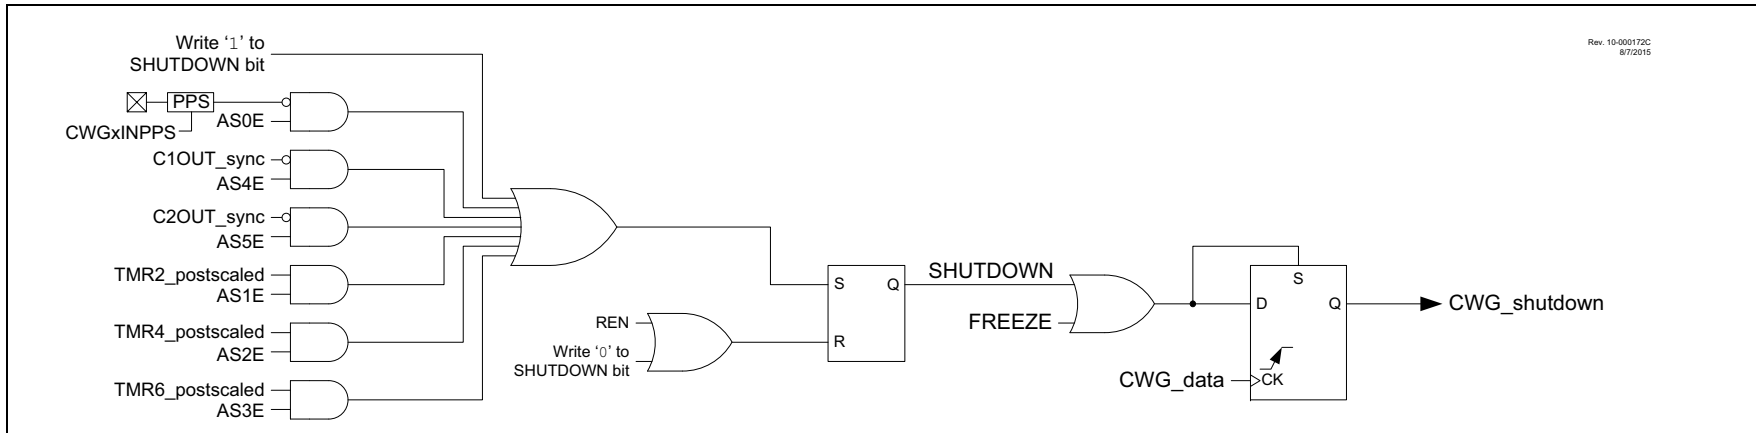 Write ‘1’ to
SHUTDOWN bit
Rev. 10-000172C
8/7/2015
PPS
AS0E
CWGxINPPS
C1OUT_sync
AS4E
C2OUT_sync
AS5E
TMR2_postscaled
AS1E
TMR4_postscaled
AS2E
TMR6_postscaled
AS3E
REN
Write ‘0’ to
SHUTDOWN bit
S
Q
R
SHUTDOWN
FREEZE
S
D
Q
CK
CWG_data
CWG_shutdown